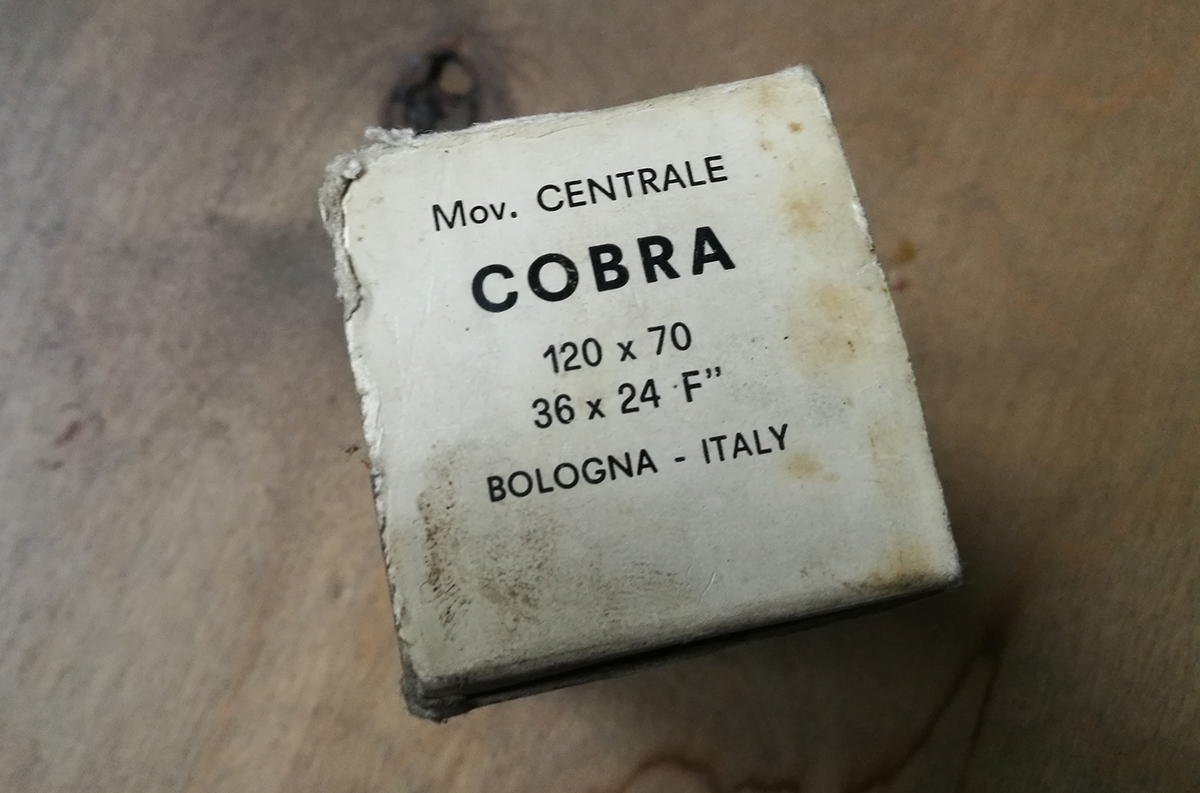 Mov. CENTRALE
COBRA
120 x 70
36 x 24 F”
BOLOGNA - ITALY